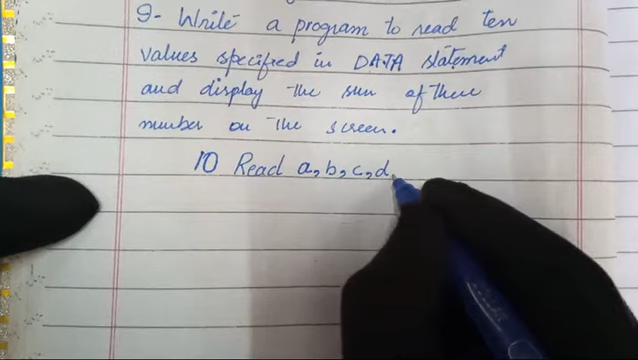 9- Write a program to read ten
values specified in DATA statement
and display the sum of these
number on the screen.
10 Read a,b,c,d,